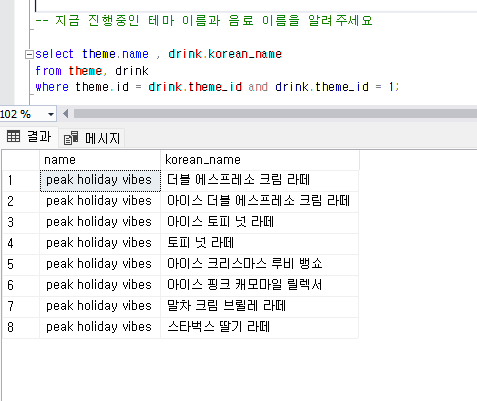 -- 지금 진행중인 테마 이름과 음료 이름을 알려주세요
select theme.name , drink.korean_name
from theme, drink
where theme.id = drink.theme_id and drink.theme_id = 1;
102 %
결과 메시지
name korean_name
1 peak holiday vibes 더블 에스프레소 크림 라떼
2 peak holiday vibes 아이스 더블 에스프레소 크림 라떼
3 peak holiday vibes 아이스 토피 넛 라떼
4 peak holiday vibes 토피 넛 라떼
5 peak holiday vibes 아이스 크리스마스 루비 뱅쇼
6 peak holiday vibes 아이스 핑크 캐모마일 릴렉서
7 peak holiday vibes 말차 크림 브륄레 라떼
8 peak holiday vibes 스타벅스 딸기 라떼